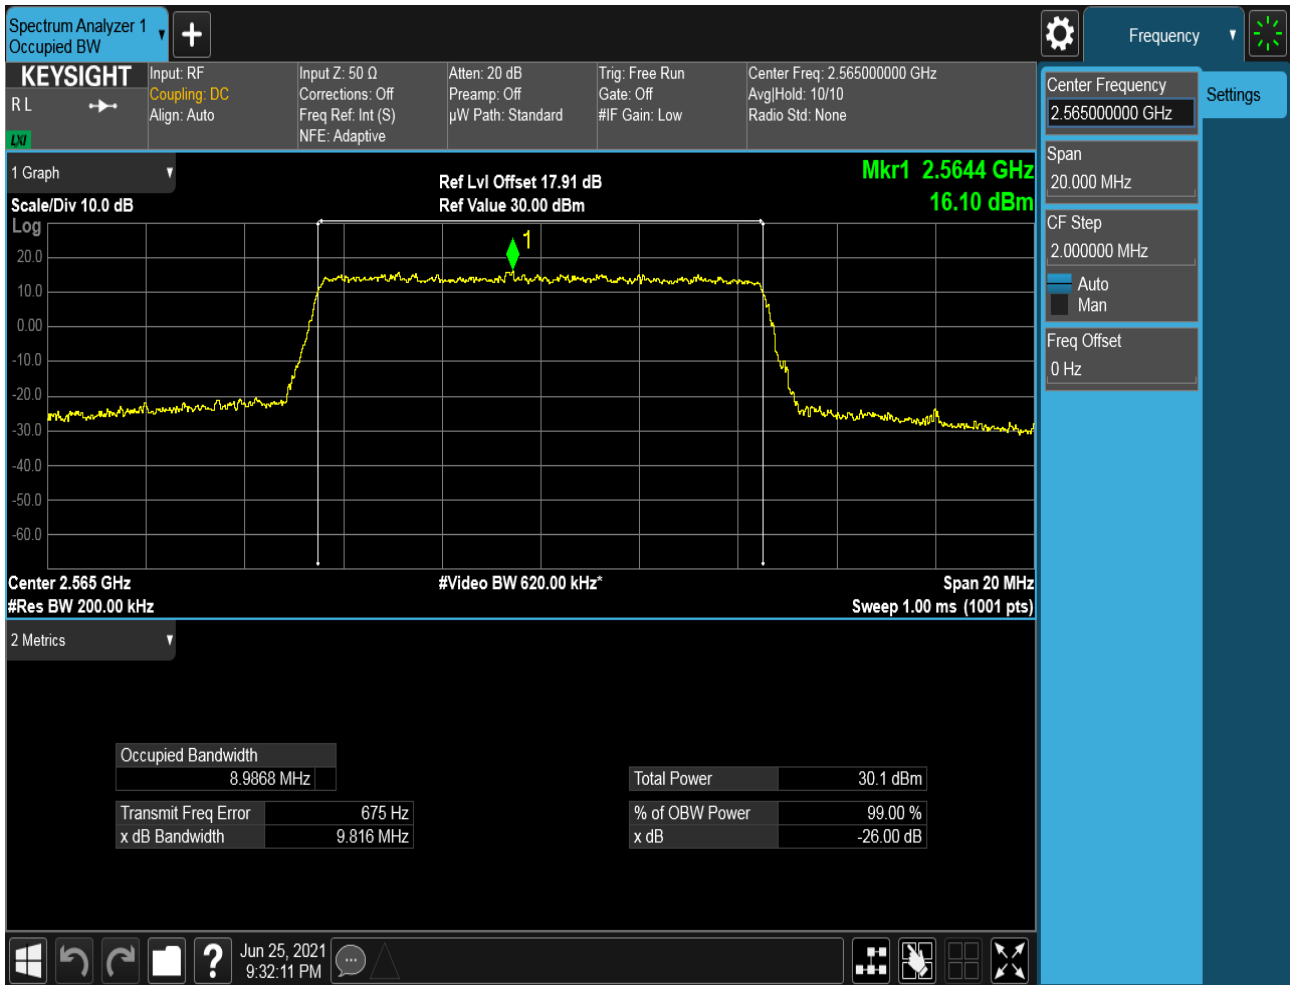 Spectrum Analyzer 1
Occupied BW
Frequency
KEYSIGHT
R L
LXI
Input: RF
Coupling: DC
Align: Auto
Input Z: 50 Ω
Corrections: Off
Freq Ref: Int (S)
NFE: Adaptive
Atten: 20 dB
Preamp: Off
µW Path: Standard
Trig: Free Run
Gate: Off
#IF Gain: Low
Center Freq: 2.565000000 GHz
Avg|Hold: 10/10
Radio Std: None
Center Frequency
2.565000000 GHz
Settings
Span
20.000 MHz
CF Step
2.000000 MHz
Auto
Man
Freq Offset
0 Hz
1 Graph
Scale/Div 10.0 dB
Log
Ref Lvl Offset 17.91 dB
Ref Value 30.00 dBm
Mkr1 2.5644 GHz
16.10 dBm
1
20.0
10.0
0.00
-10.0
-20.0
-30.0
-40.0
-50.0
-60.0
Center 2.565 GHz
#Res BW 200.00 kHz
#Video BW 620.00 kHz*
Span 20 MHz
Sweep 1.00 ms (1001 pts)
2 Metrics
Occupied Bandwidth
8.9868 MHz
Transmit Freq Error 675 Hz
x dB Bandwidth 9.816 MHz
Total Power 30.1 dBm
% of OBW Power 99.00 %
x dB -26.00 dB
?
Jun 25, 2021
9:32:11 PM